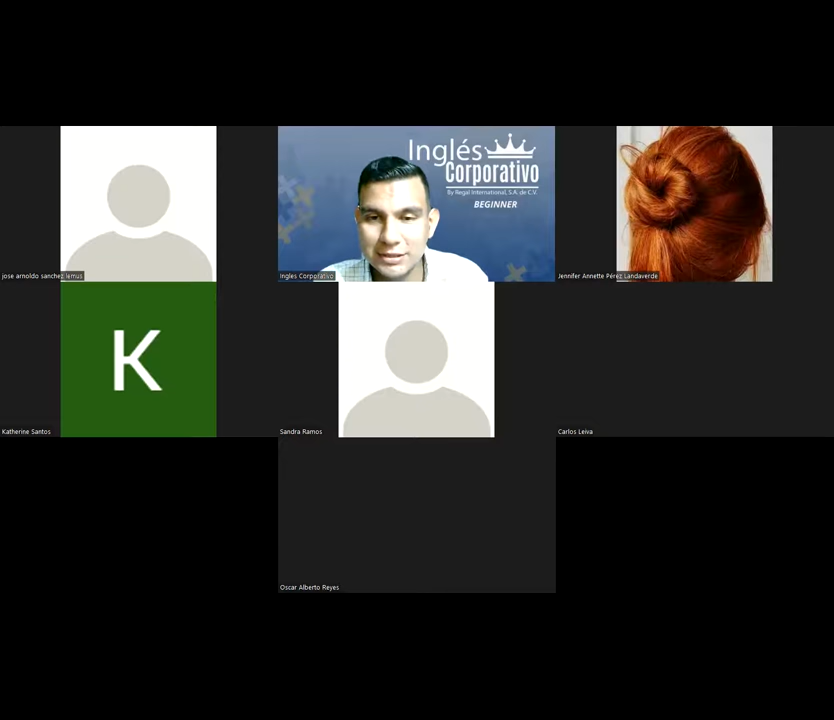 Inglés
Corporativo
By Regal International, S.A. de C.V.
BEGINNER
jose arnoldo sanchez lemus
Ingles Corporativo
Jennifer Annette Pérez Landaverde
K
Katherine Santos
Sandra Ramos
Carlos Leiva
Oscar Alberto Reyes